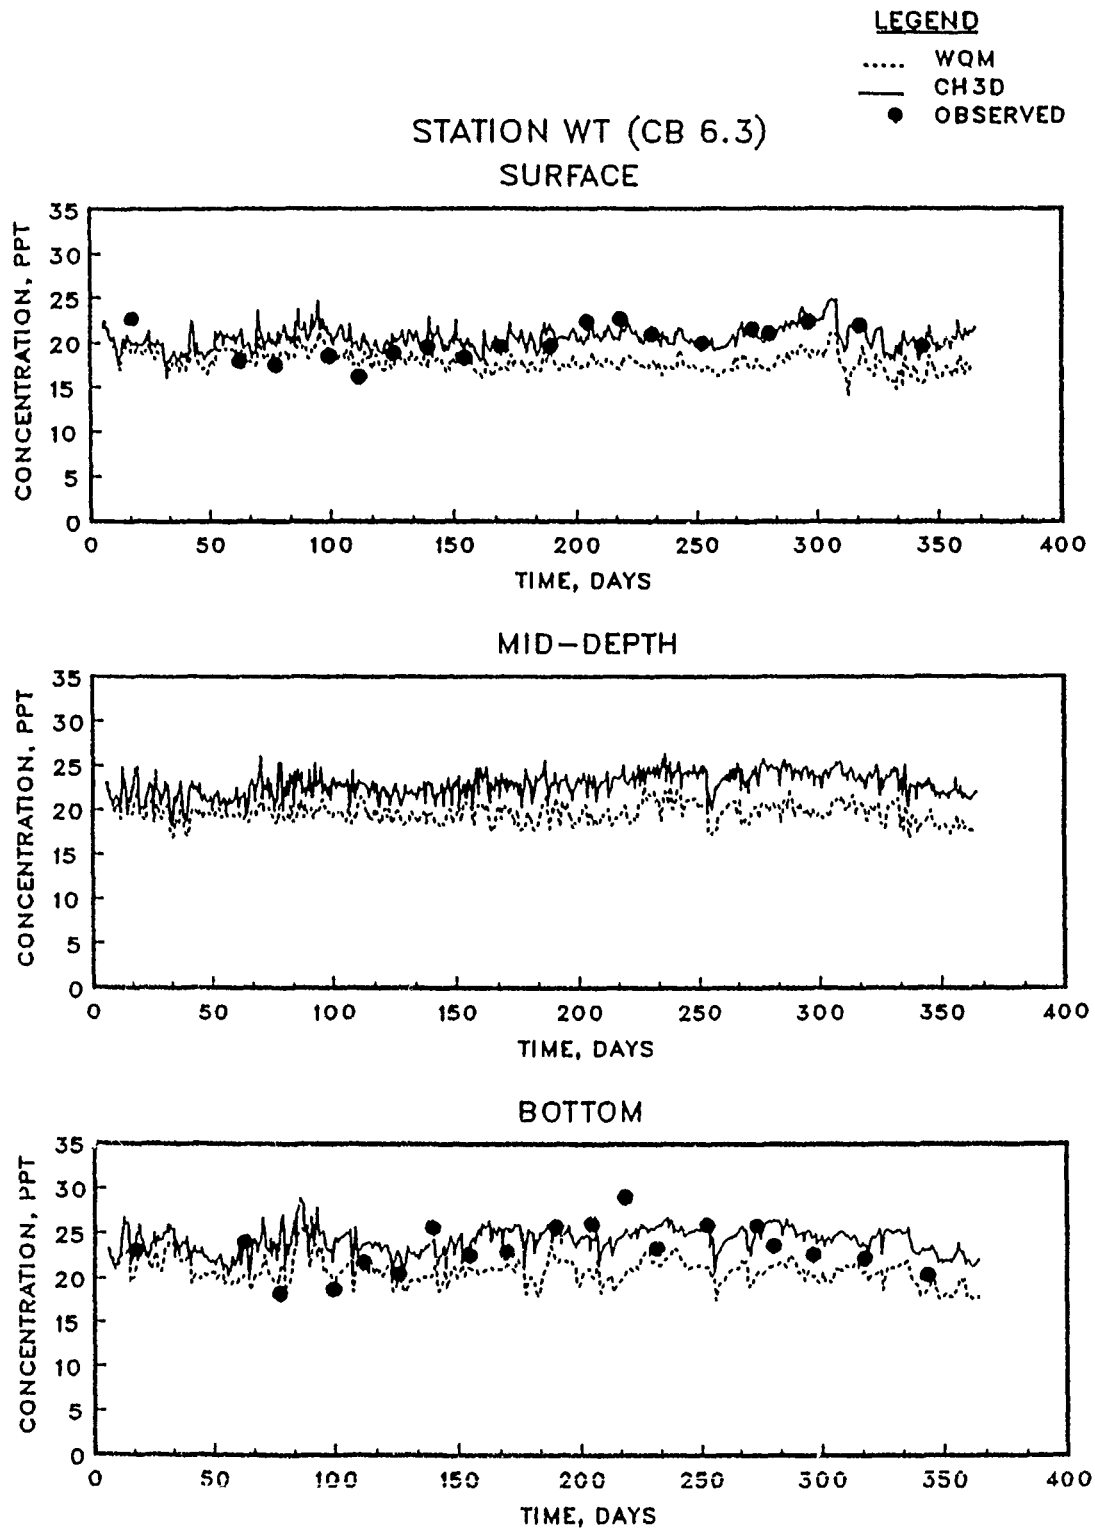 LEGEND
WQM
CH3D
OBSERVED
STATION WT (CB 6.3)
SURFACE
CONCENTRATION, PPT
35
30
25
20
15
10
5
0
0 50 100 150 200 250 300 350 400
TIME, DAYS
MID-DEPTH
CONCENTRATION, PPT
35
30
25
20
15
10
5
0
0 50 100 150 200 250 300 350 400
TIME, DAYS
BOTTOM
CONCENTRATION, PPT
35
30
25
20
15
10
5
0
0 50 100 150 200 250 300 350 400
TIME, DAYS